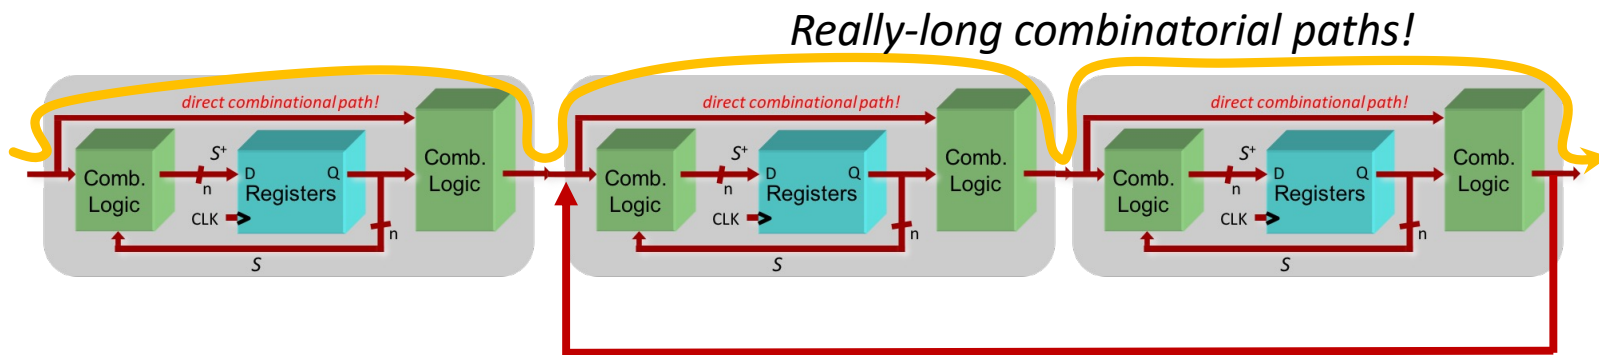 Really-long combinatorial paths!
direct combinational path!
Comb.
Logic
S+
n
D
Q
Registers
CLK
n
S
Comb.
Logic
direct combinational path!
Comb.
Logic
S+
n
D
Q
Registers
CLK
n
S
Comb.
Logic
direct combinational path!
Comb.
Logic
S+
n
D
Q
Registers
CLK
n
S
Comb.
Logic